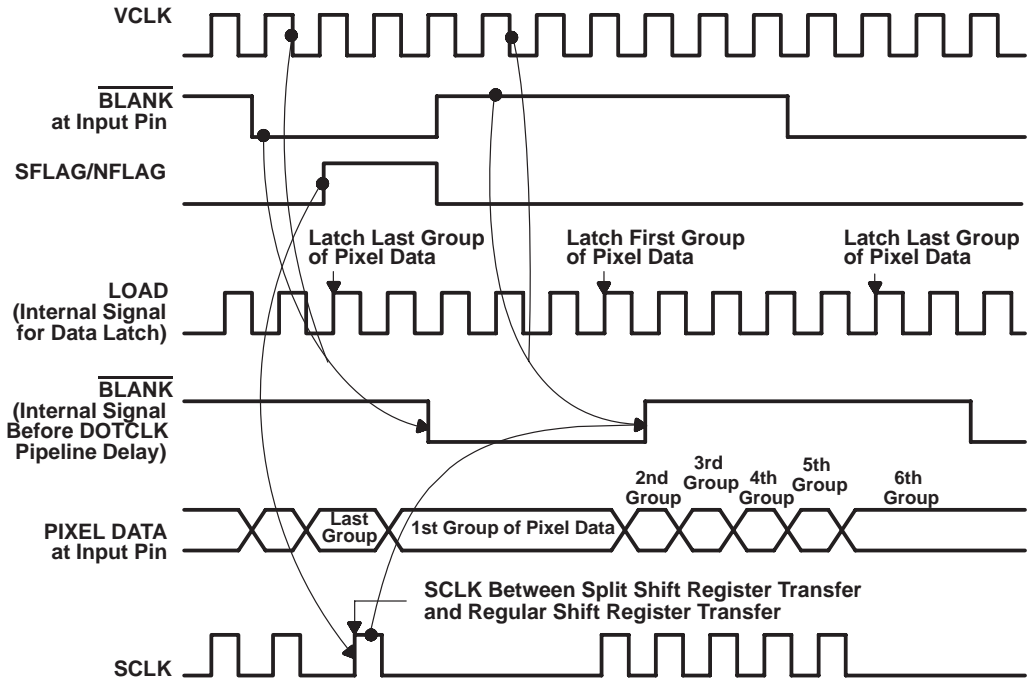 VCLK
BLANK
at Input Pin
SFLAG/NFLAG
Latch Last Group
of Pixel Data
Latch First Group
of Pixel Data
Latch Last Group
of Pixel Data
LOAD
(Internal Signal
for Data Latch)
BLANK
(Internal Signal
Before DOTCLK
Pipeline Delay)
PIXEL DATA
at Input Pin
Last
Group
1st Group of Pixel Data
2nd
Group
3rd
Group
4th
Group
5th
Group
6th
Group
SCLK Between Split Shift Register Transfer
and Regular Shift Register Transfer
SCLK